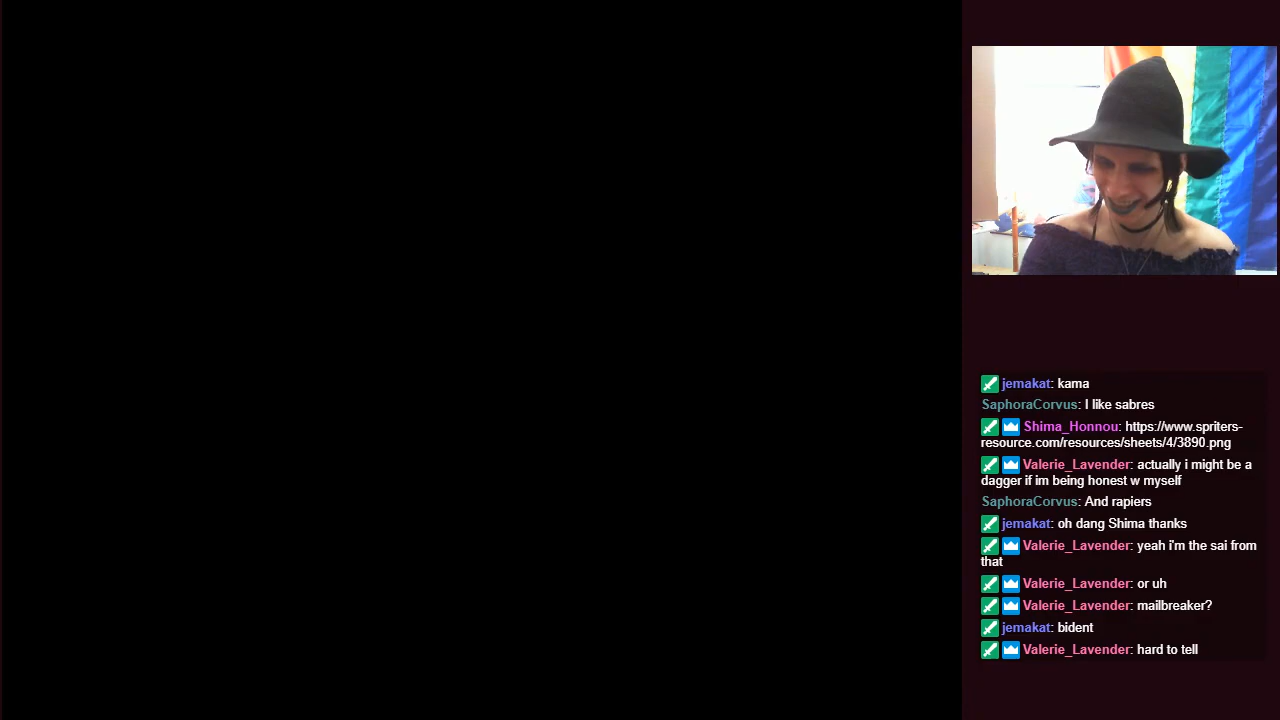 jemakat: kama
SaphoraCorvus: I like sabres
Shima_Honnou: https://www.spriters-
resource.com/resources/sheets/4/3890.png
Valerie_Lavender: actually i might be a
dagger if im being honest w myself
SaphoraCorvus: And rapiers
jemakat: oh dang Shima thanks
Valerie_Lavender: yeah i'm the sai from
that
Valerie_Lavender: or uh
Valerie_Lavender: mailbreaker?
jemakat: bident
Valerie_Lavender: hard to tell